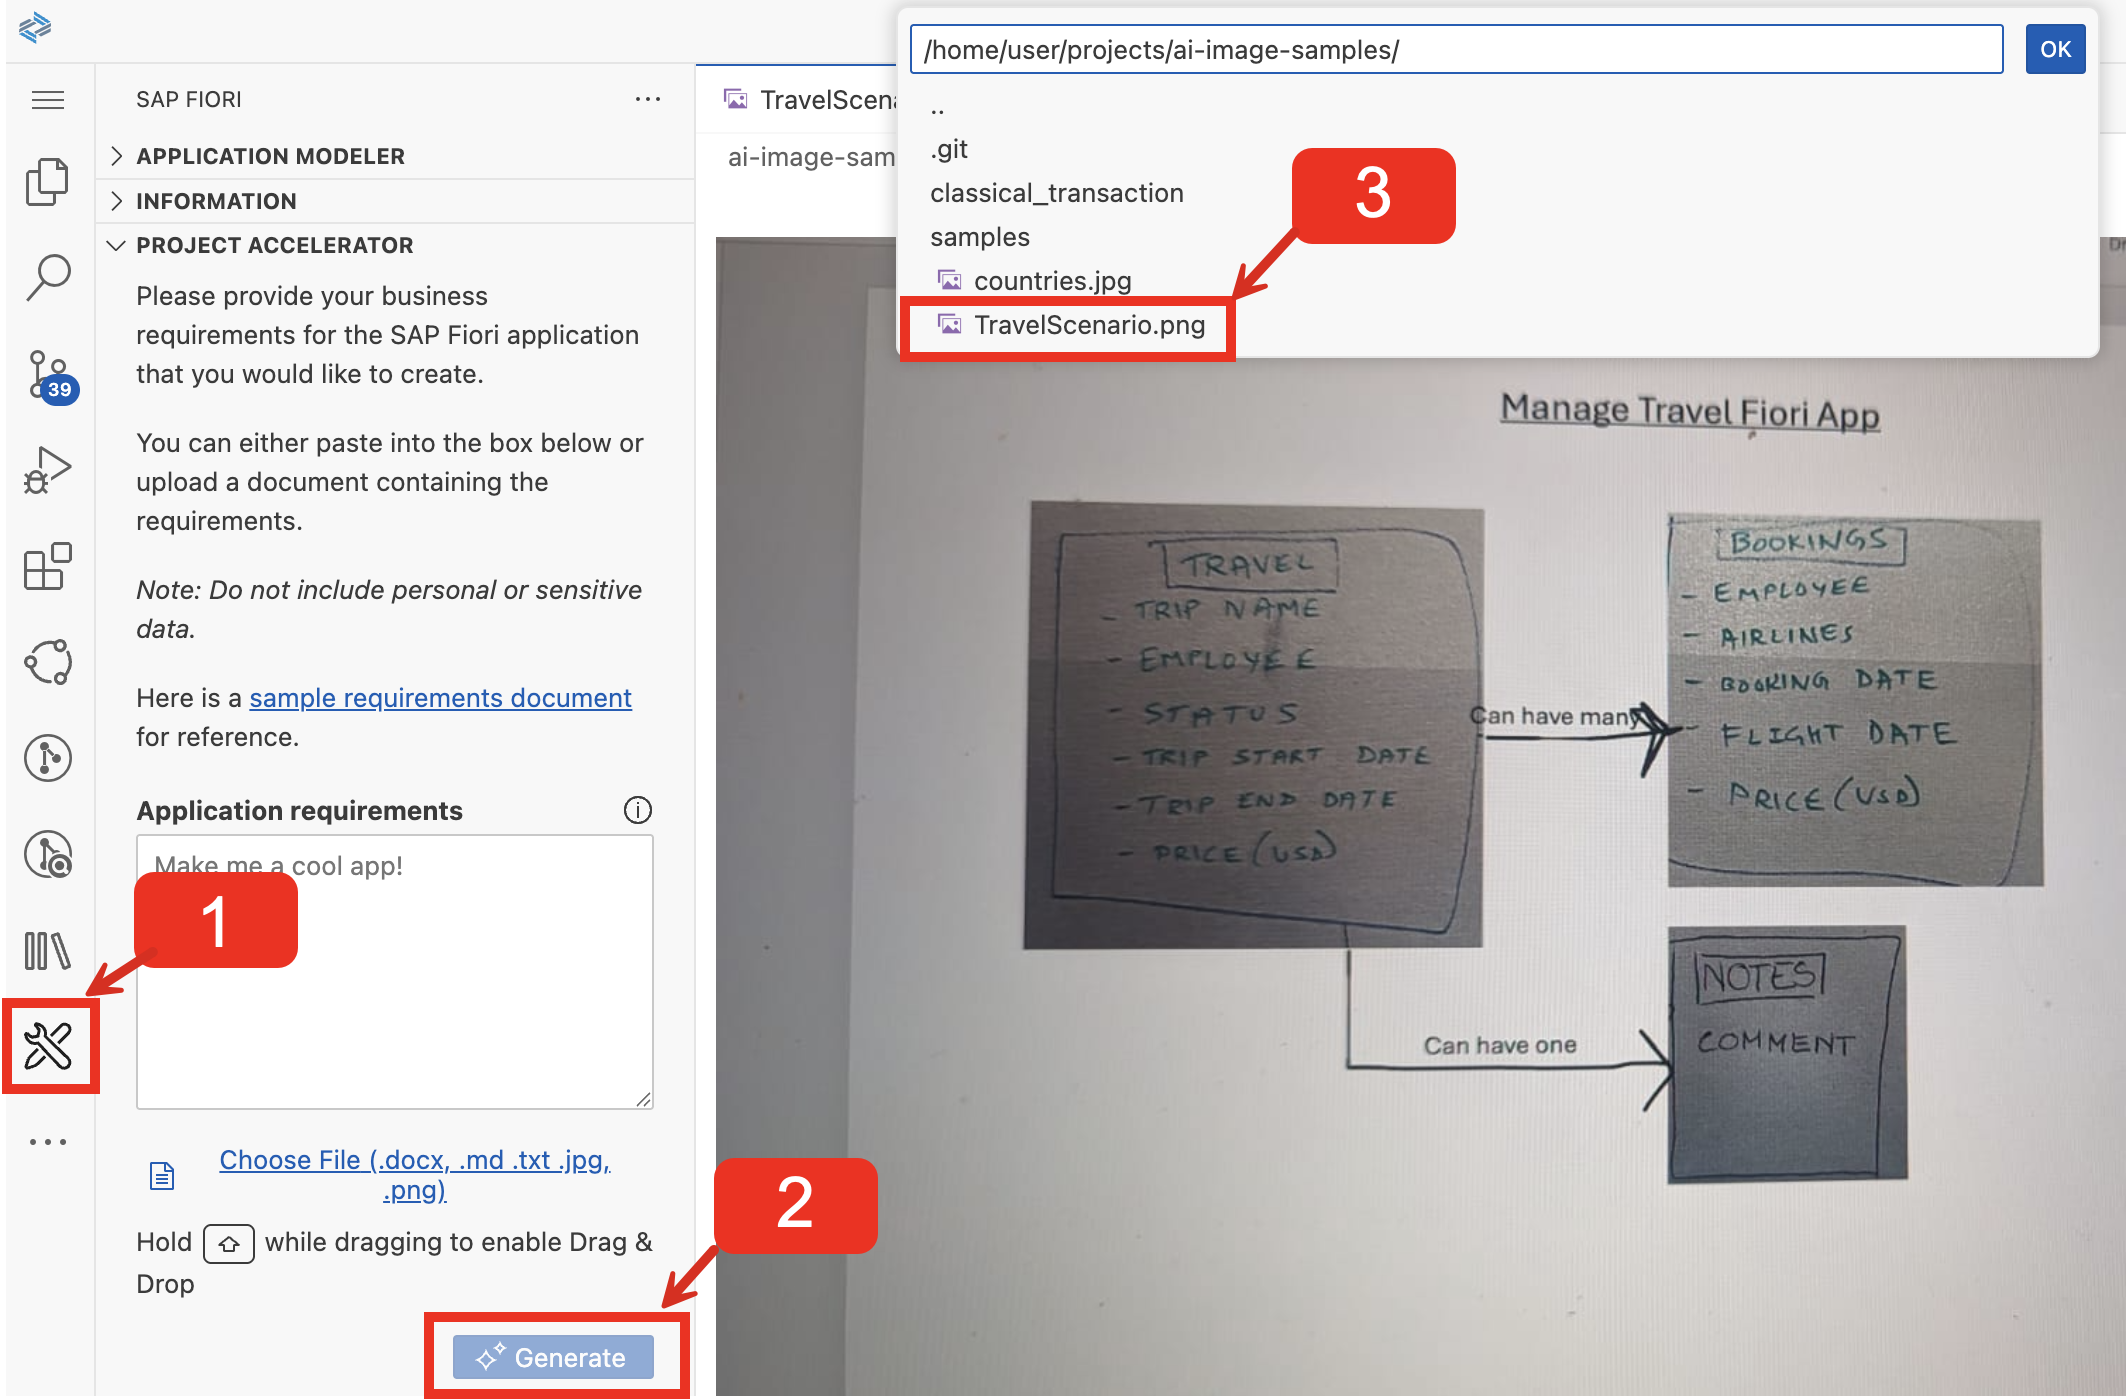 SAP FIORI
APPLICATION MODELER
INFORMATION
PROJECT ACCELERATOR
Please provide your business
requirements for the SAP Fiori application
that you would like to create.
You can either paste into the box below or
upload a document containing the
requirements.
Note: Do not include personal or sensitive
data.
Here is a sample requirements document
for reference.
Application requirements
Make me a cool app!
Choose File (.docx, .md .txt .jpg,
.png)
Hold while dragging to enable Drag &
Drop
Generate
39
1
2
3
/home/user/projects/ai-image-samples/
OK
..
.git
classical_transaction
samples
countries.jpg
TravelScenario.png
Manage Travel Fiori App
TRAVEL
- TRIP NAME
- EMPLOYEE
- STATUS
- TRIP START DATE
- TRIP END DATE
- PRICE (USD)
Can have many
BOOKINGS
- EMPLOYEE
- AIRLINES
- BOOKING DATE
- FLIGHT DATE
- PRICE (USD)
Can have one
NOTES
COMMENT